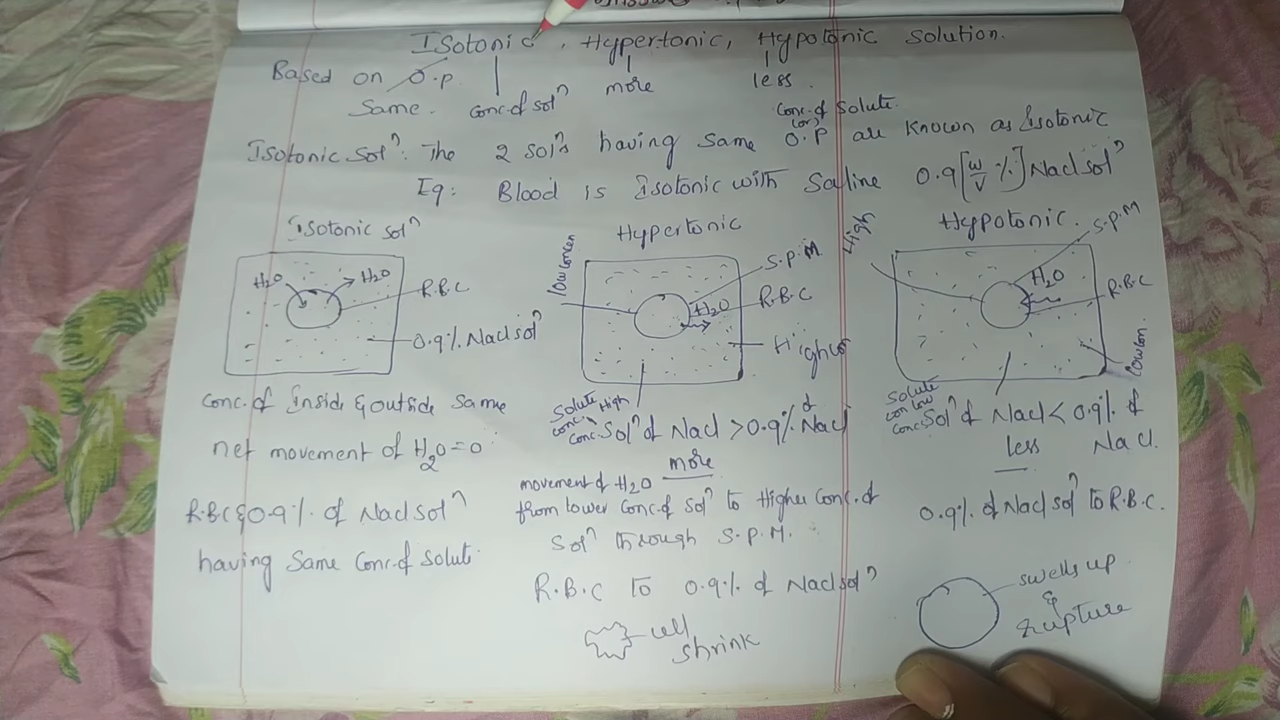 Isotonic, Hypertonic, Hypotonic solution.
Based on O.p.
more
less.
Same. Conc.of solⁿ
Conc.of solute.
(or)
Isotonic solⁿ: The 2 solⁿs having same O.P are known as Isotonic
Eg: Blood is Isotonic with Saline 0.9[w/v %] Nacl solⁿ
Isotonic solⁿ
H₂O
H₂O
R.B.C
0.9% Nacl solⁿ
Conc.of Inside & outside same
net movement of H₂O=0
R.B.C & 0.9% of Nacl solⁿ
having same Conc.of solute.
Hypertonic
low concen
S.P.M
H₂O
R.B.C
Higher
Solute
conc. High
Conc. Solⁿ of Nacl > 0.9% of Nacl
more
movement of H₂O
from lower Conc.of solⁿ to Higher Conc.of
solⁿ through S.P.M.
R.B.C to 0.9% of Nacl solⁿ
cell
shrink
Hypotonic.
High
S.P.M
H₂O
R.B.C
low con
Solute
con low
Conc. Solⁿ of Nacl < 0.9% of
less Nacl.
0.9% of Nacl solⁿ to R.B.C.
swells up
&
rupture